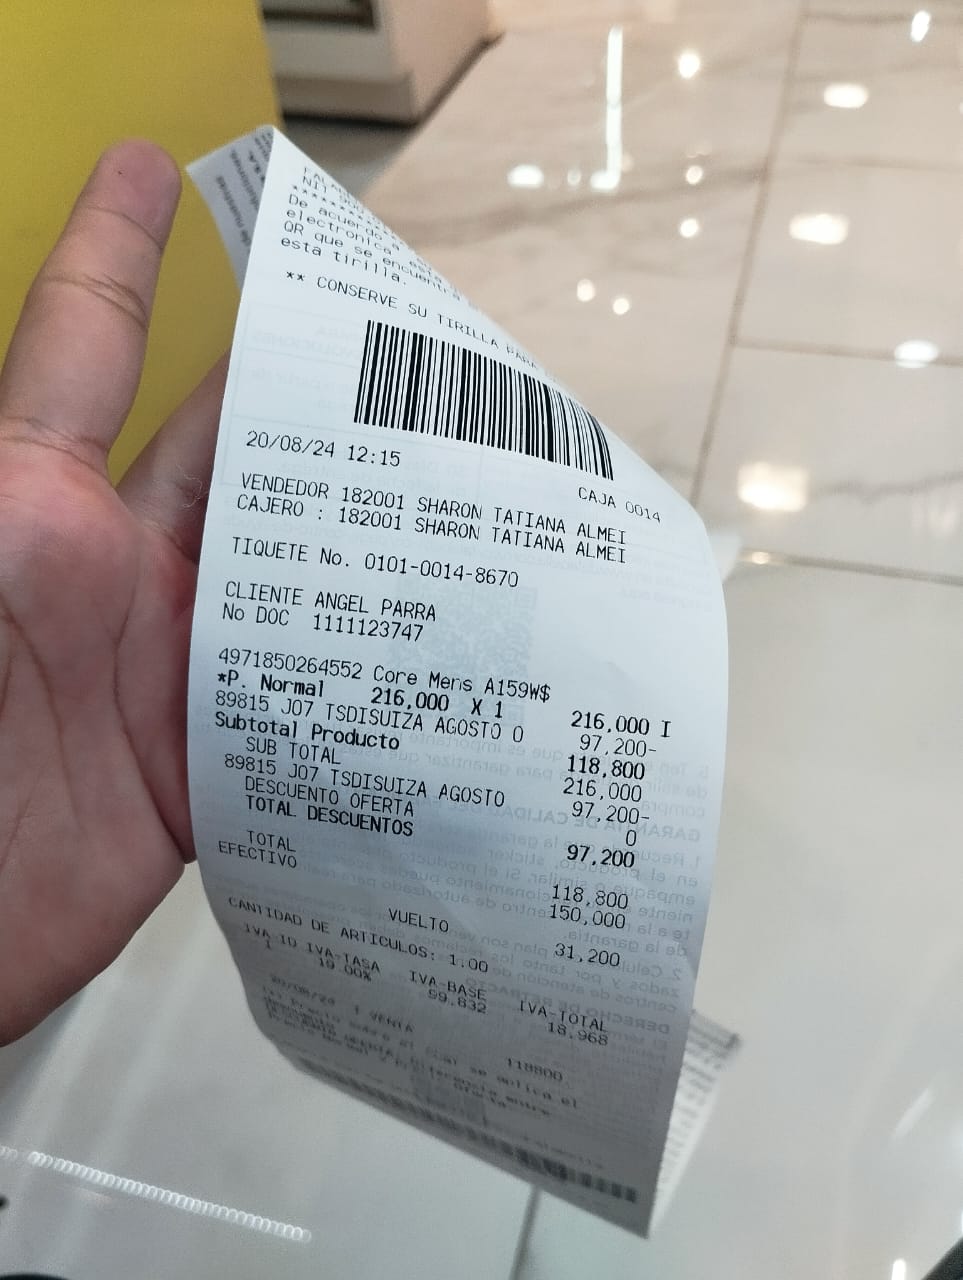 De acuerdo a
electronica, esta
QR que se encuentra
esta tirilla.
** CONSERVE SU TIRILLA PARA
20/08/24 12:15
CAJA 0014
VENDEDOR 182001 SHARON TATIANA ALMEI
CAJERO : 182001 SHARON TATIANA ALMEI
TIQUETE No. 0101-0014-8670
CLIENTE ANGEL PARRA
No DOC 1111123747
4971850264552 Core Mens A159W$
*P. Normal 216,000 X 1 216,000 I
89815 J07 TSDISUIZA AGOSTO 0 97,200-
Subtotal Producto 118,800
SUB TOTAL 216,000
89815 J07 TSDISUIZA AGOSTO 97,200-
DESCUENTO OFERTA 0
TOTAL DESCUENTOS 97,200
TOTAL 118,800
EFECTIVO 150,000
VUELTO 31,200
CANTIDAD DE ARTICULOS: 1.00
IVA-ID IVA-TASA IVA-BASE IVA-TOTAL
1 19.00% 99.832 18.968
20/08/24 1 VENTA 118800